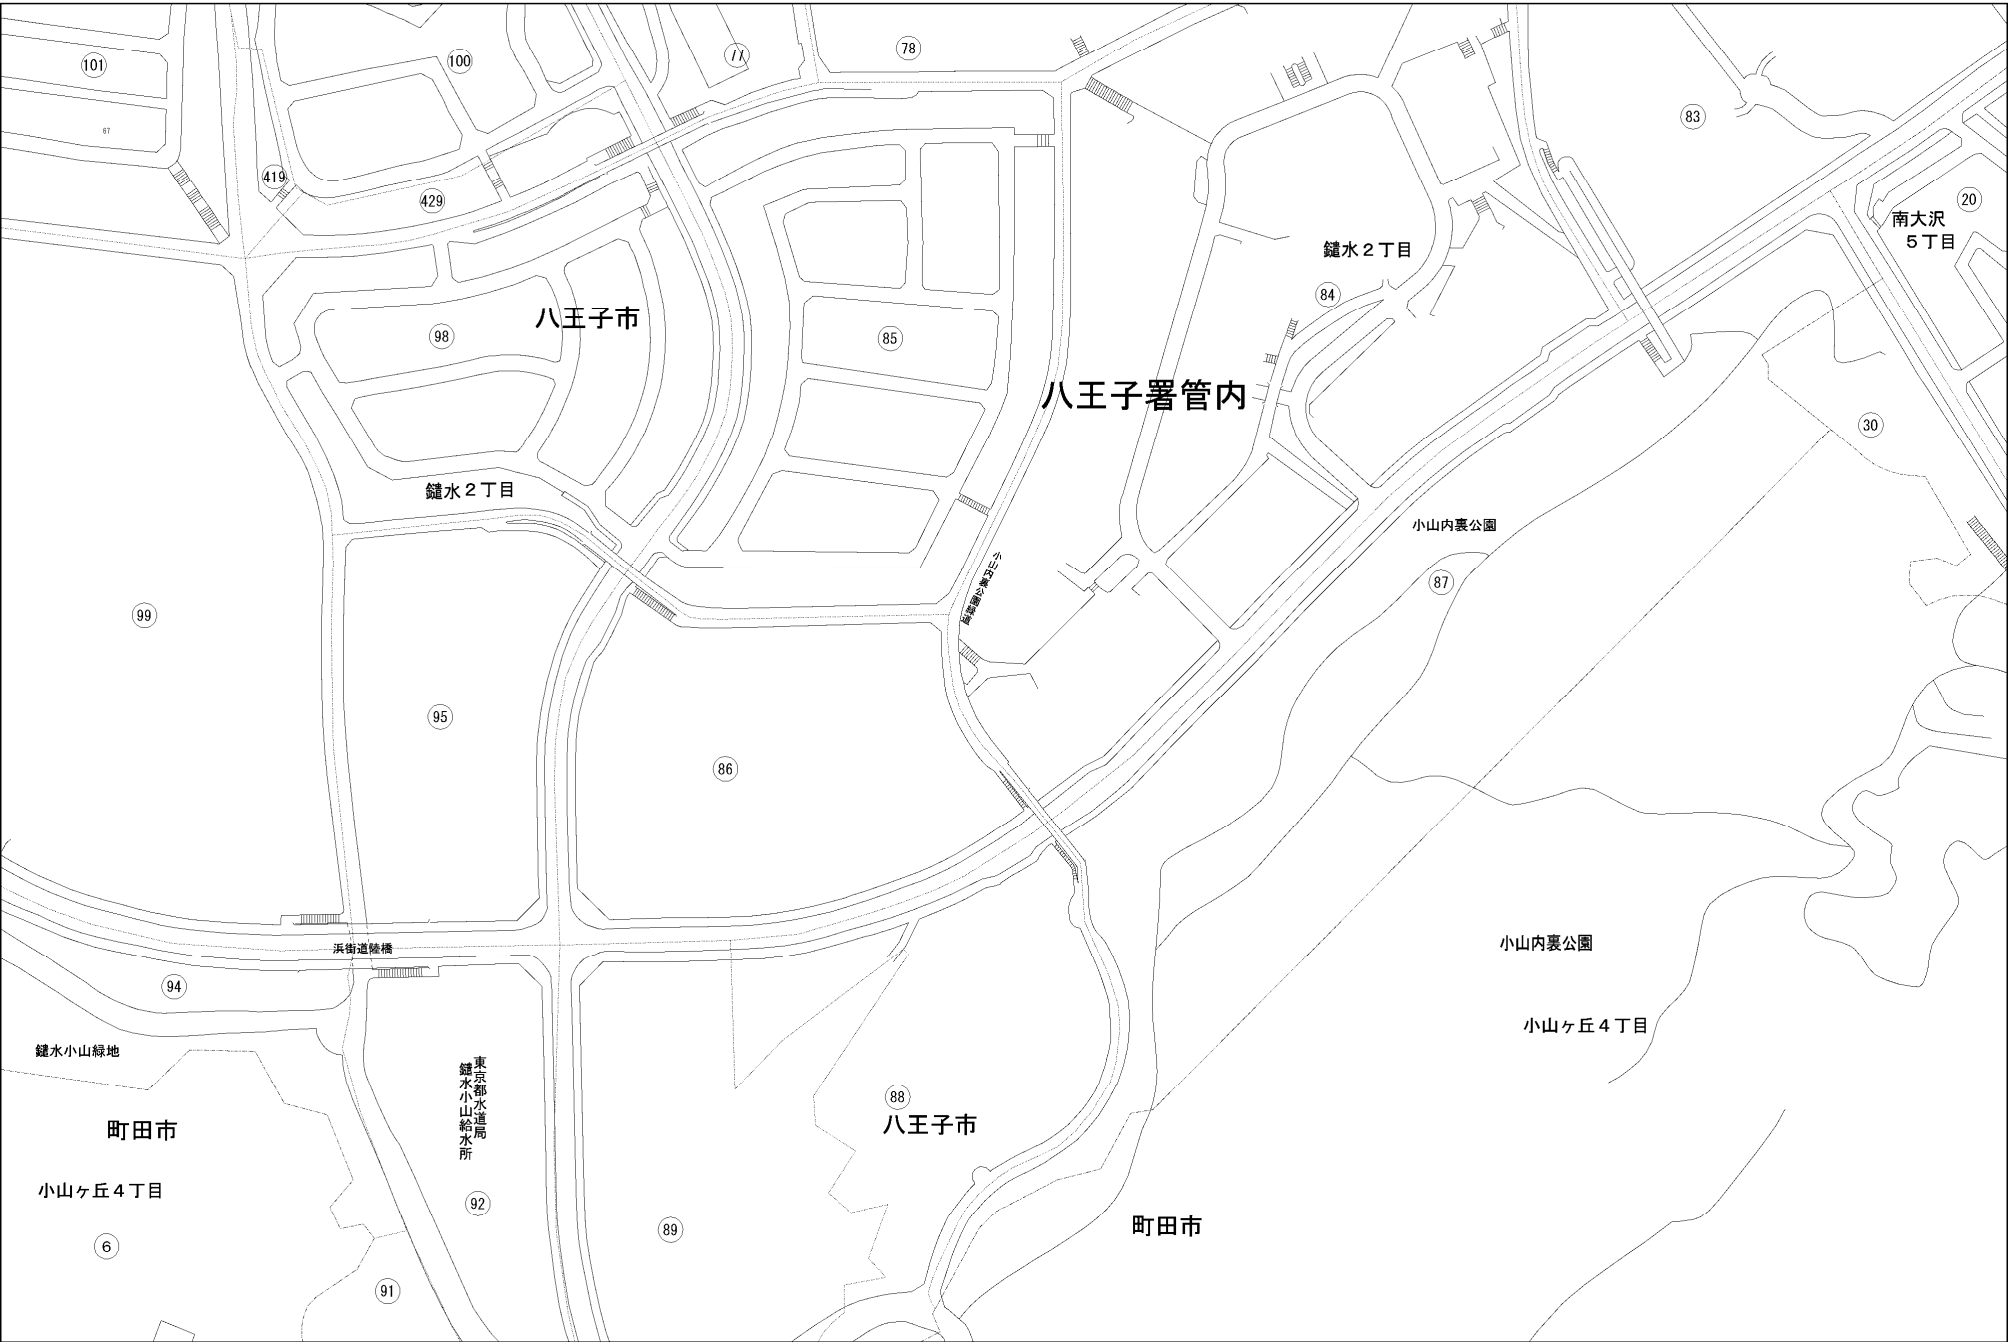 101
100
77
78
83
67
419
429
20
南大沢
5丁目
鑓水2丁目
84
八王子市
98
85
八王子署管内
30
鑓水2丁目
小山内裏公園
87
99
95
86
浜街道陸橋
小山内裏公園
94
小山ヶ丘4丁目
鑓水小山緑地
東京都水道局
鑓水小山給水所
88
八王子市
町田市
小山ヶ丘4丁目
92
町田市
89
6
91